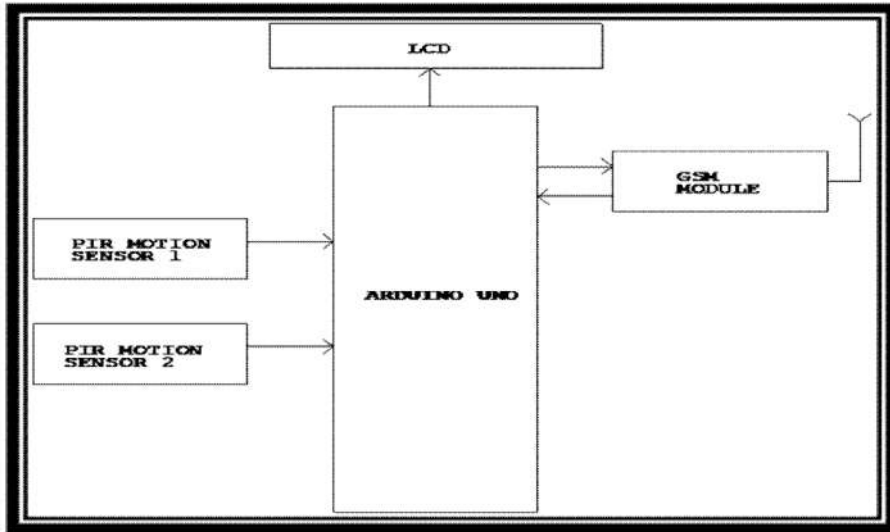 LCD
GSM
MODULE
PIR MOTION
SENSOR 1
ARDUINO UNO
PIR MOTION
SENSOR 2